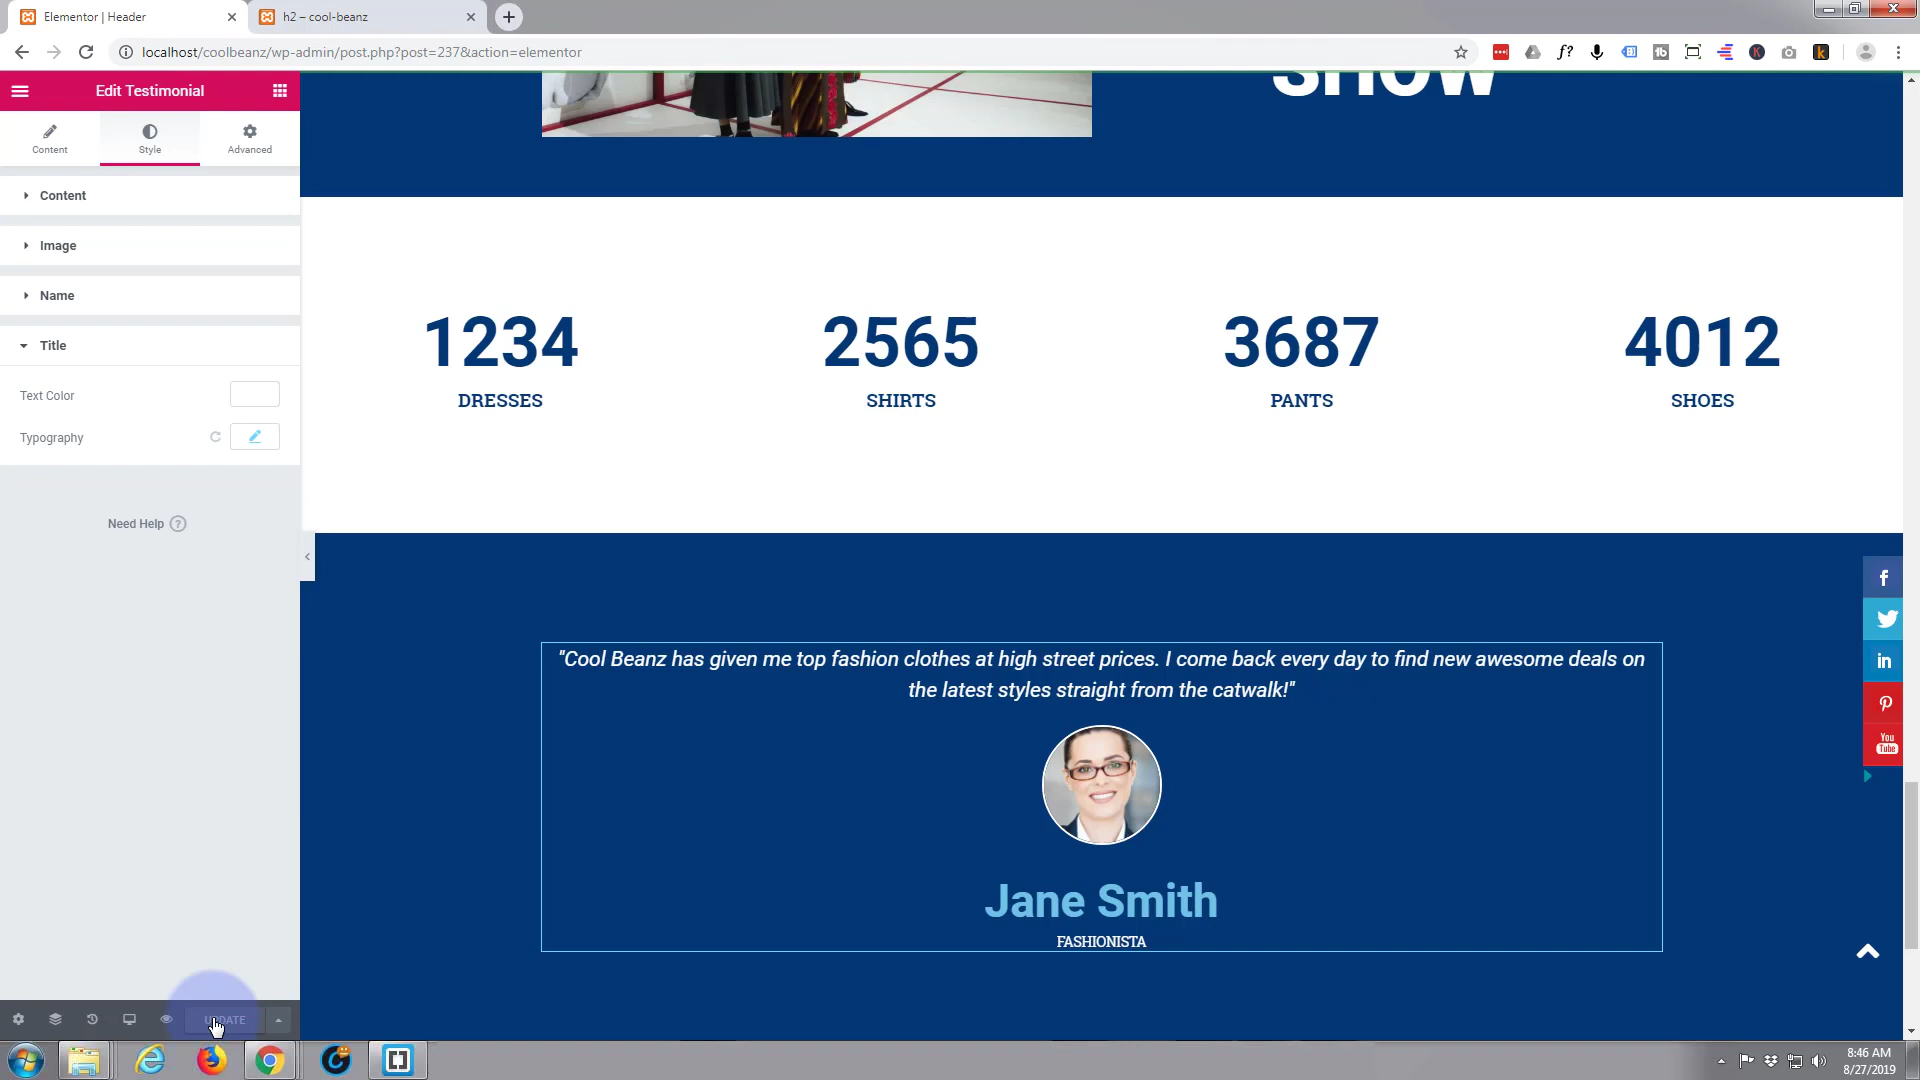 Elementor | Header
h2 – cool-beanz
localhost/coolbeanz/wp-admin/post.php?post=237&action=elementor
Edit Testimonial
Content
Style
Advanced
Content
Image
Name
Title
Text Color
Typography
Need Help ?
UPDATE
SHOW
1234
2565
3687
4012
DRESSES
SHIRTS
PANTS
SHOES
"Cool Beanz has given me top fashion clothes at high street prices. I come back every day to find new awesome deals on
the latest styles straight from the catwalk!"
Jane Smith
FASHIONISTA
You
Tube
8:46 AM
8/27/2019